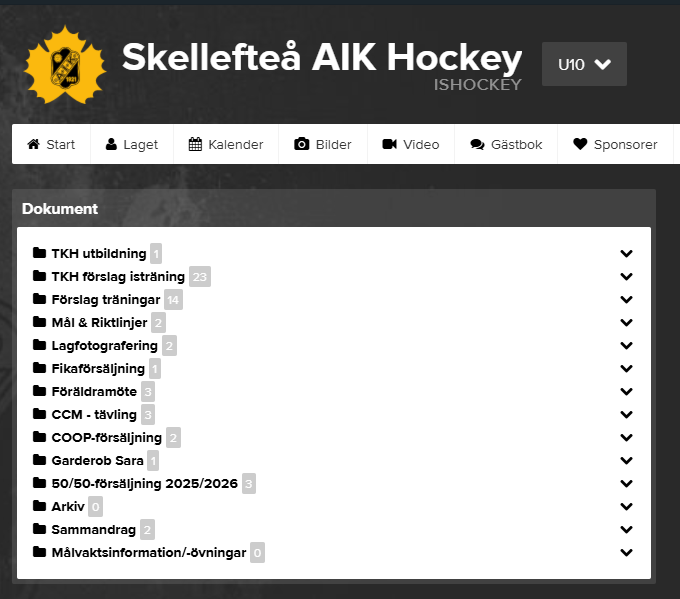 Skellefteå AIK Hockey
ISHOCKEY
U10
1921
Start Laget Kalender Bilder Video Gästbok Sponsorer
Dokument
TKH utbildning 1
TKH förslag isträning 23
Förslag träningar 14
Mål & Riktlinjer 2
Lagfotografering 2
Fikaförsäljning 1
Föräldramöte 3
CCM - tävling 3
COOP-försäljning 2
Garderob Sara 1
50/50-försäljning 2025/2026 3
Arkiv 0
Sammandrag 2
Målvaktsinformation/-övningar 0